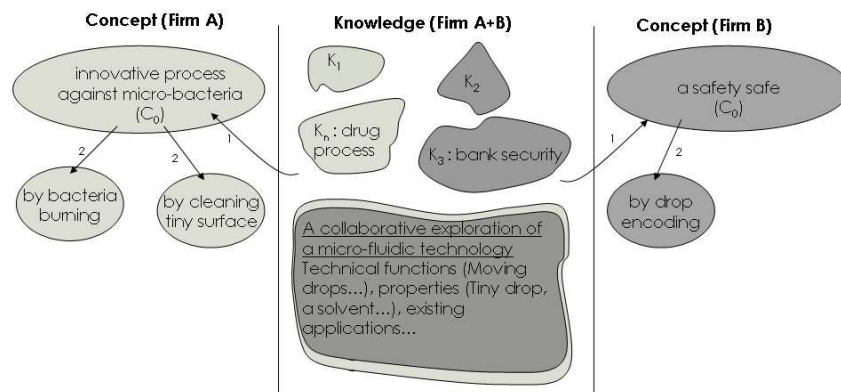 Concept (Firm A)
innovative process
against micro-bacteria
(C₀)
2
2
1
by bacteria
burning
by cleaning
tiny surface
Knowledge (Firm A+B)
K₁
K₂
Kₙ : drug
process
K₃ : bank security
A collaborative exploration of
a micro-fluidic technology
Technical functions (Moving
drops...), properties (Tiny drop,
a solvent...), existing
applications...
Concept (Firm B)
a safety safe
(C₀)
1
2
by drop
encoding